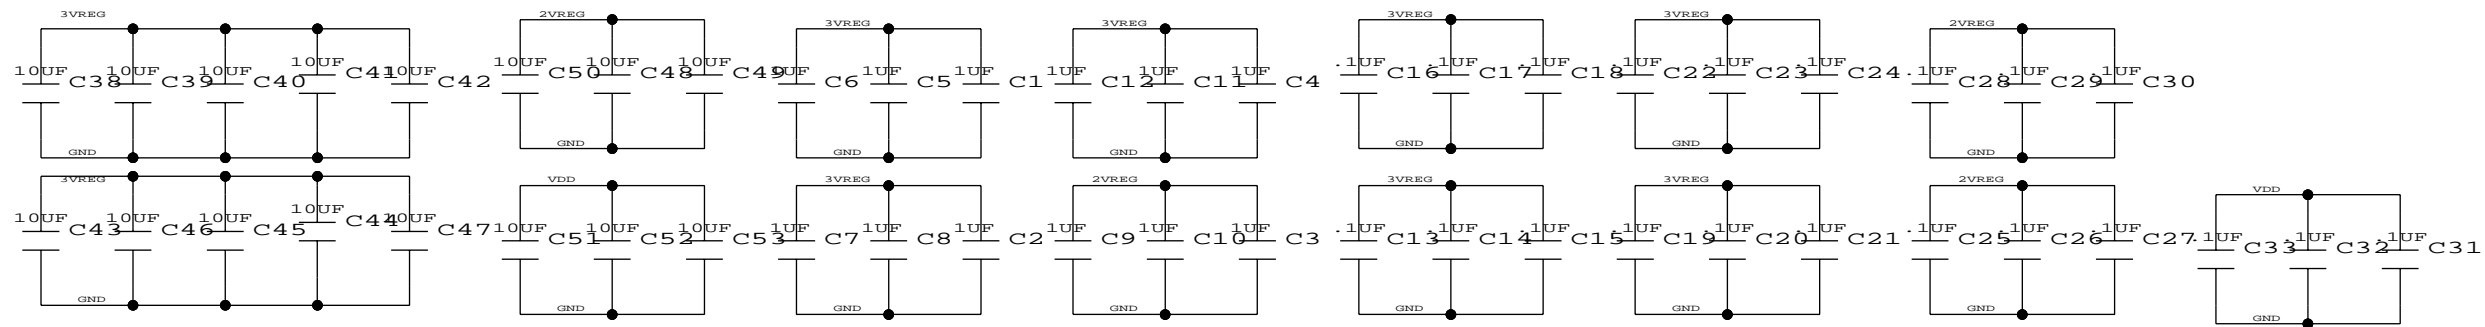 3VREG 2VREG 3VREG 3VREG 3VREG 3VREG 2VREG
10UF C38 10UF C39 10UF C40 10UF C41 10UF C42 10UF C50 10UF C48 10UF C49 1UF C6 1UF C5 1UF C1 1UF C12 1UF C11 1UF C4 .1UF C16 .1UF C17 .1UF C18 .1UF C22 .1UF C23 .1UF C24 .1UF C28 .1UF C29 .1UF C30
GND GND GND GND GND GND GND
3VREG VDD 3VREG 2VREG 3VREG 3VREG 2VREG VDD
10UF C43 10UF C46 10UF C45 10UF C44 10UF C47 10UF C51 10UF C52 10UF C53 1UF C7 1UF C8 1UF C2 1UF C9 1UF C10 1UF C3 .1UF C13 .1UF C14 .1UF C15 .1UF C19 .1UF C20 .1UF C21 .1UF C25 .1UF C26 .1UF C27 .1UF C33 .1UF C32 .1UF C31
GND GND GND GND GND GND GND GND